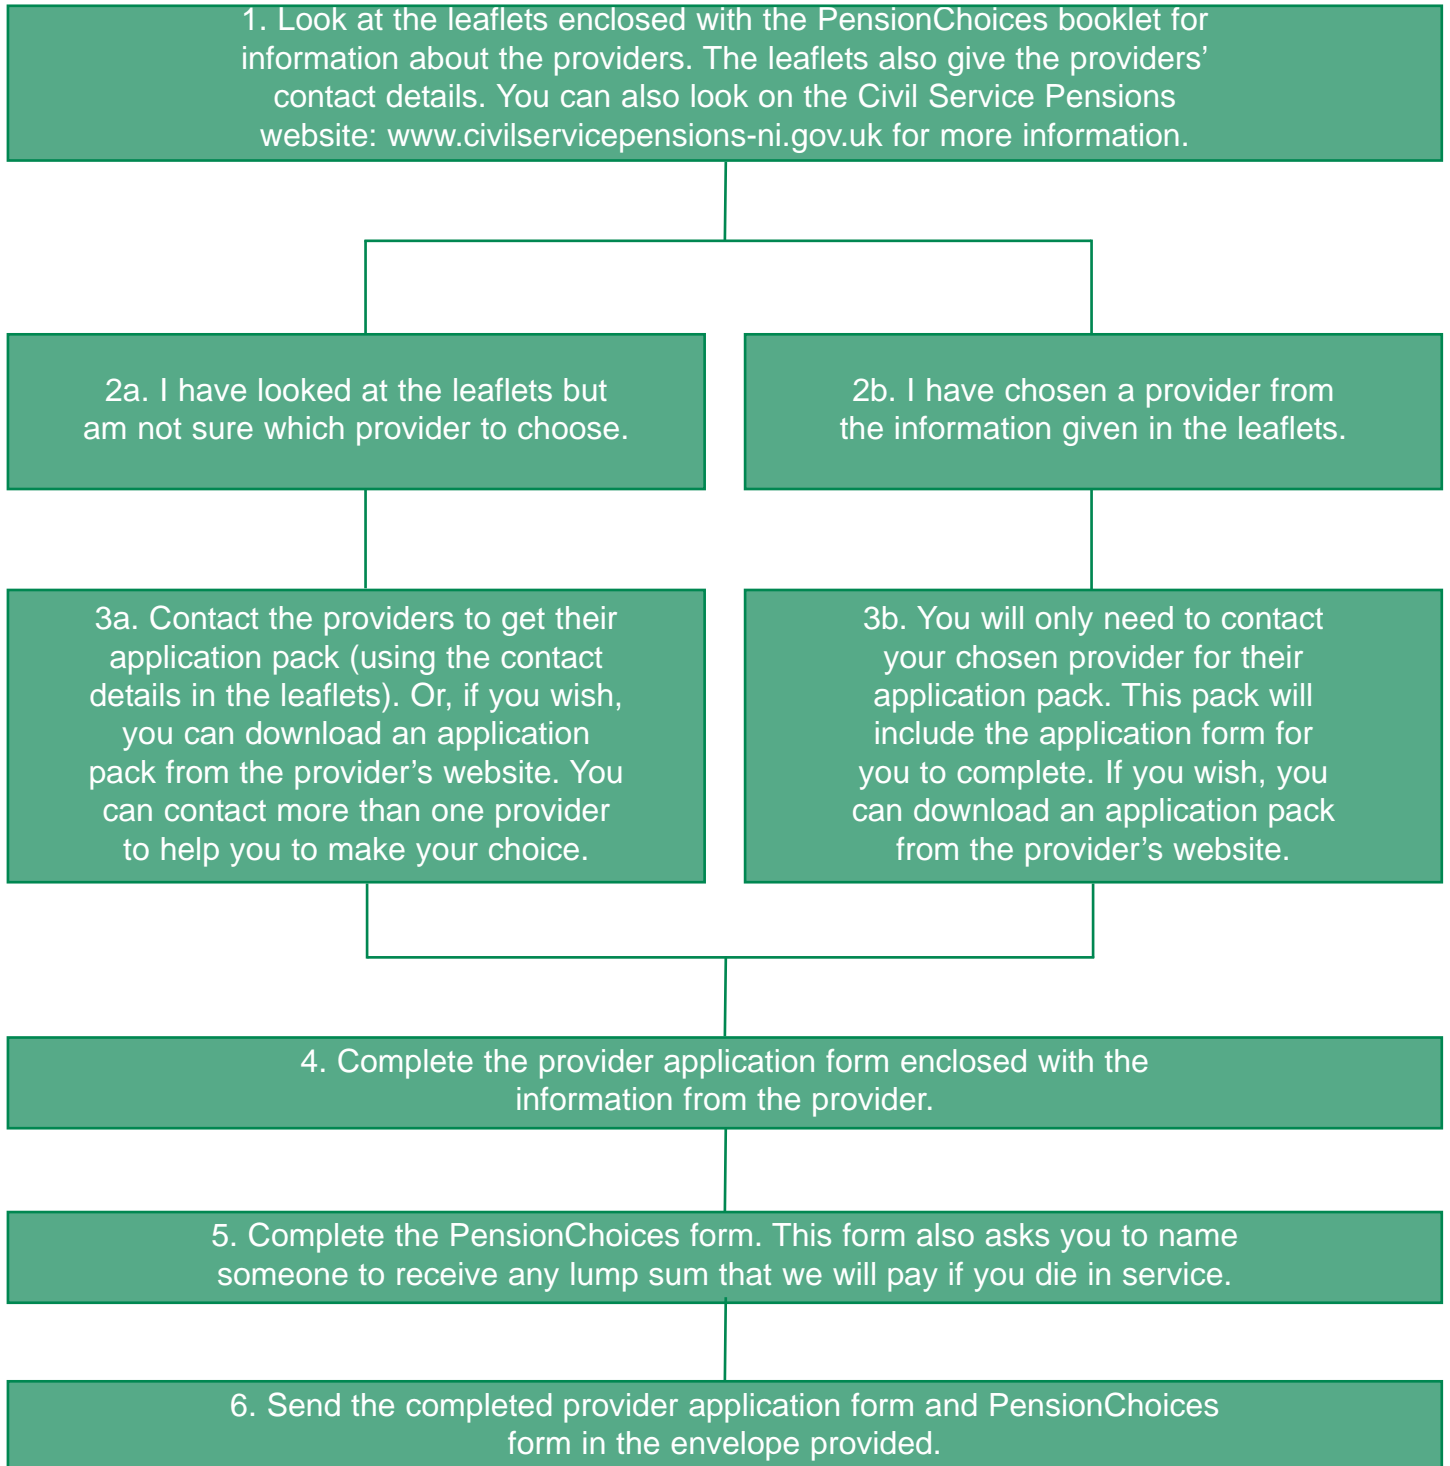 1. Look at the leaflets enclosed with the PensionChoices booklet for
information about the providers. The leaflets also give the providers’
contact details. You can also look on the Civil Service Pensions
website: www.civilservicepensions-ni.gov.uk for more information.
2a. I have looked at the leaflets but
am not sure which provider to choose.
2b. I have chosen a provider from
the information given in the leaflets.
3a. Contact the providers to get their
application pack (using the contact
details in the leaflets). Or, if you wish,
you can download an application
pack from the provider’s website. You
can contact more than one provider
to help you to make your choice.
3b. You will only need to contact
your chosen provider for their
application pack. This pack will
include the application form for
you to complete. If you wish, you
can download an application pack
from the provider’s website.
4. Complete the provider application form enclosed with the
information from the provider.
5. Complete the PensionChoices form. This form also asks you to name
someone to receive any lump sum that we will pay if you die in service.
6. Send the completed provider application form and PensionChoices
form in the envelope provided.